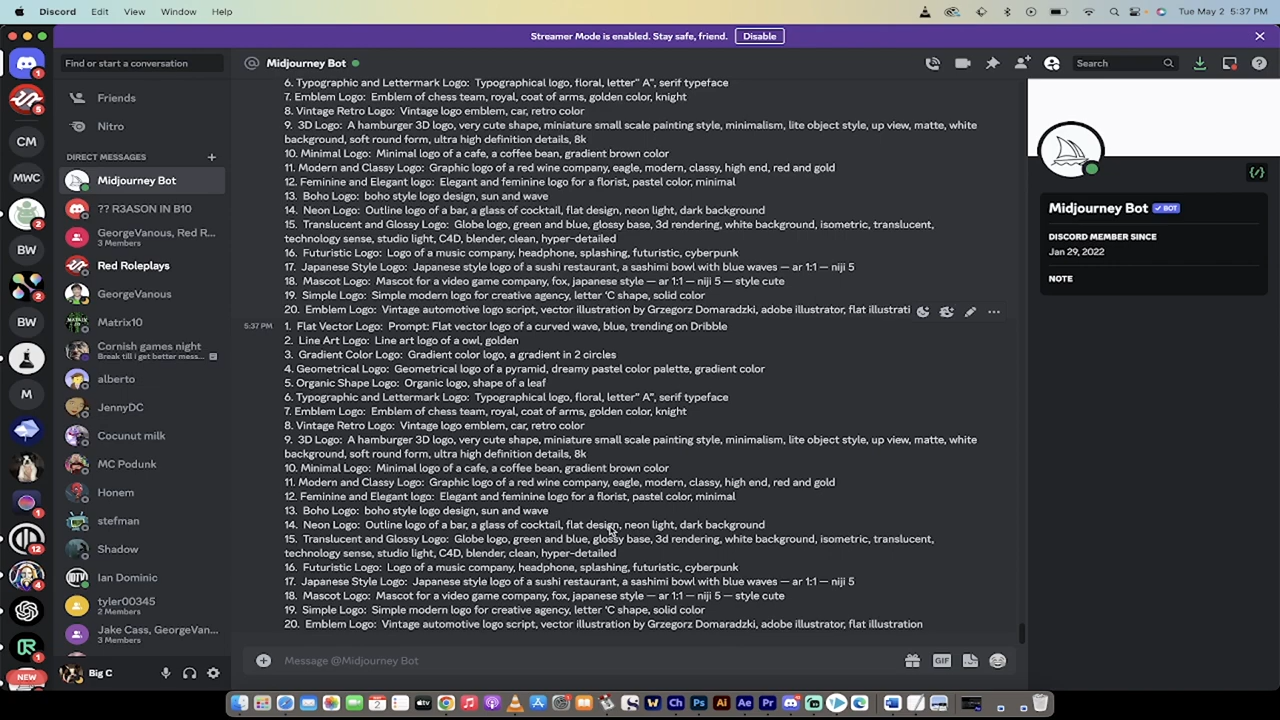 Discord Edit View Window Help Tue May 2 5:37 PM
Streamer Mode is enabled. Stay safe, friend. Disable
Find or start a conversation
Midjourney Bot
Search
Friends
Nitro
DIRECT MESSAGES
Midjourney Bot
?? R3ASON IN B10
GeorgeVanous, Red R...
3 Members
Red Roleplays
GeorgeVanous
Matrix10
Cornish games night
Break till i get better mess...
alberto
JennyDC
Coconut milk
MC Podunk
Honem
stefman
Shadow
Ian Dominic
tyler00345
2 Members
Jake Cass, GeorgeVan...
3 Members
Big C
1
5
CM
MWC
2
BW
2
BW
M
1
12
4
1
NEW
6. Typographic and Lettermark Logo: Typographical logo, floral, letter" A", serif typeface
7. Emblem Logo: Emblem of chess team, royal, coat of arms, golden color, knight
8. Vintage Retro Logo: Vintage logo emblem, car, retro color
9. 3D Logo: A hamburger 3D logo, very cute shape, miniature small scale painting style, minimalism, lite object style, up view, matte, white
background, soft round form, ultra high definition details, 8k
10. Minimal Logo: Minimal logo of a cafe, a coffee bean, gradient brown color
11. Modern and Classy Logo: Graphic logo of a red wine company, eagle, modern, classy, high end, red and gold
12. Feminine and Elegant logo: Elegant and feminine logo for a florist, pastel color, minimal
13. Boho Logo: boho style logo design, sun and wave
14. Neon Logo: Outline logo of a bar, a glass of cocktail, flat design, neon light, dark background
15. Translucent and Glossy Logo: Globe logo, green and blue, glossy base, 3d rendering, white background, isometric, translucent,
technology sense, studio light, C4D, blender, clean, hyper-detailed
16. Futuristic Logo: Logo of a music company, headphone, splashing, futuristic, cyberpunk
17. Japanese Style Logo: Japanese style logo of a sushi restaurant, a sashimi bowl with blue waves — ar 1:1 — niji 5
18. Mascot Logo: Mascot for a video game company, fox, japanese style — ar 1:1 — niji 5 — style cute
19. Simple Logo: Simple modern logo for creative agency, letter 'C shape, solid color
20. Emblem Logo: Vintage automotive logo script, vector illustration by Grzegorz Domaradzki, adobe illustrator, flat illustrati
5:37 PM 1. Flat Vector Logo: Prompt: Flat vector logo of a curved wave, blue, trending on Dribble
2. Line Art Logo: Line art logo of a owl, golden
3. Gradient Color Logo: Gradient color logo, a gradient in 2 circles
4. Geometrical Logo: Geometrical logo of a pyramid, dreamy pastel color palette, gradient color
5. Organic Shape Logo: Organic logo, shape of a leaf
6. Typographic and Lettermark Logo: Typographical logo, floral, letter" A", serif typeface
7. Emblem Logo: Emblem of chess team, royal, coat of arms, golden color, knight
8. Vintage Retro Logo: Vintage logo emblem, car, retro color
9. 3D Logo: A hamburger 3D logo, very cute shape, miniature small scale painting style, minimalism, lite object style, up view, matte, white
background, soft round form, ultra high definition details, 8k
10. Minimal Logo: Minimal logo of a cafe, a coffee bean, gradient brown color
11. Modern and Classy Logo: Graphic logo of a red wine company, eagle, modern, classy, high end, red and gold
12. Feminine and Elegant logo: Elegant and feminine logo for a florist, pastel color, minimal
13. Boho Logo: boho style logo design, sun and wave
14. Neon Logo: Outline logo of a bar, a glass of cocktail, flat design, neon light, dark background
15. Translucent and Glossy Logo: Globe logo, green and blue, glossy base, 3d rendering, white background, isometric, translucent,
technology sense, studio light, C4D, blender, clean, hyper-detailed
16. Futuristic Logo: Logo of a music company, headphone, splashing, futuristic, cyberpunk
17. Japanese Style Logo: Japanese style logo of a sushi restaurant, a sashimi bowl with blue waves — ar 1:1 — niji 5
18. Mascot Logo: Mascot for a video game company, fox, japanese style — ar 1:1 — niji 5 — style cute
19. Simple Logo: Simple modern logo for creative agency, letter 'C shape, solid color
20. Emblem Logo: Vintage automotive logo script, vector illustration by Grzegorz Domaradzki, adobe illustrator, flat illustration
Message @Midjourney Bot
GIF
Midjourney Bot BOT
DISCORD MEMBER SINCE
Jan 29, 2022
NOTE